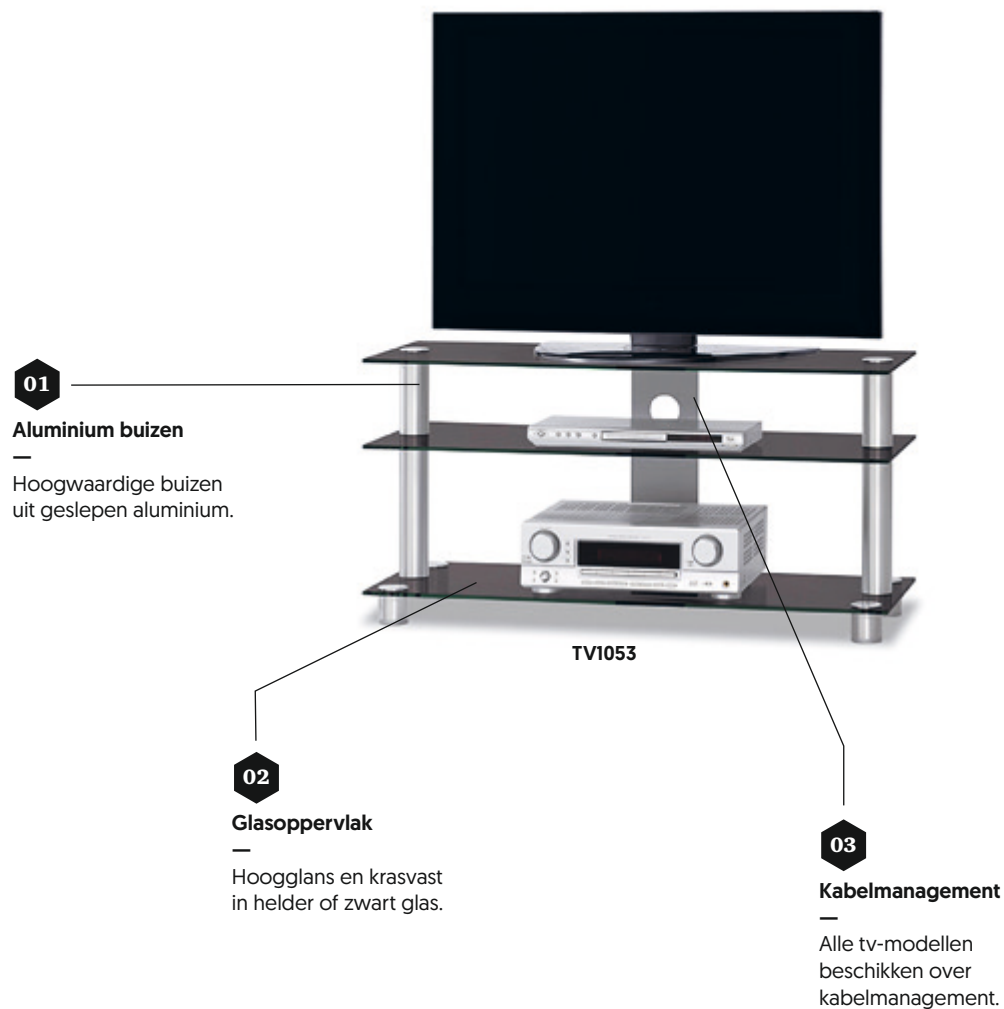 01
Aluminium buizen
—
Hoogwaardige buizen
uit geslepen aluminium.
TV1053
02
Glasoppervlak
—
Hoogglans en krasvast
in helder of zwart glas.
03
Kabelmanagement
—
Alle tv-modellen
beschikken over
kabelmanagement.